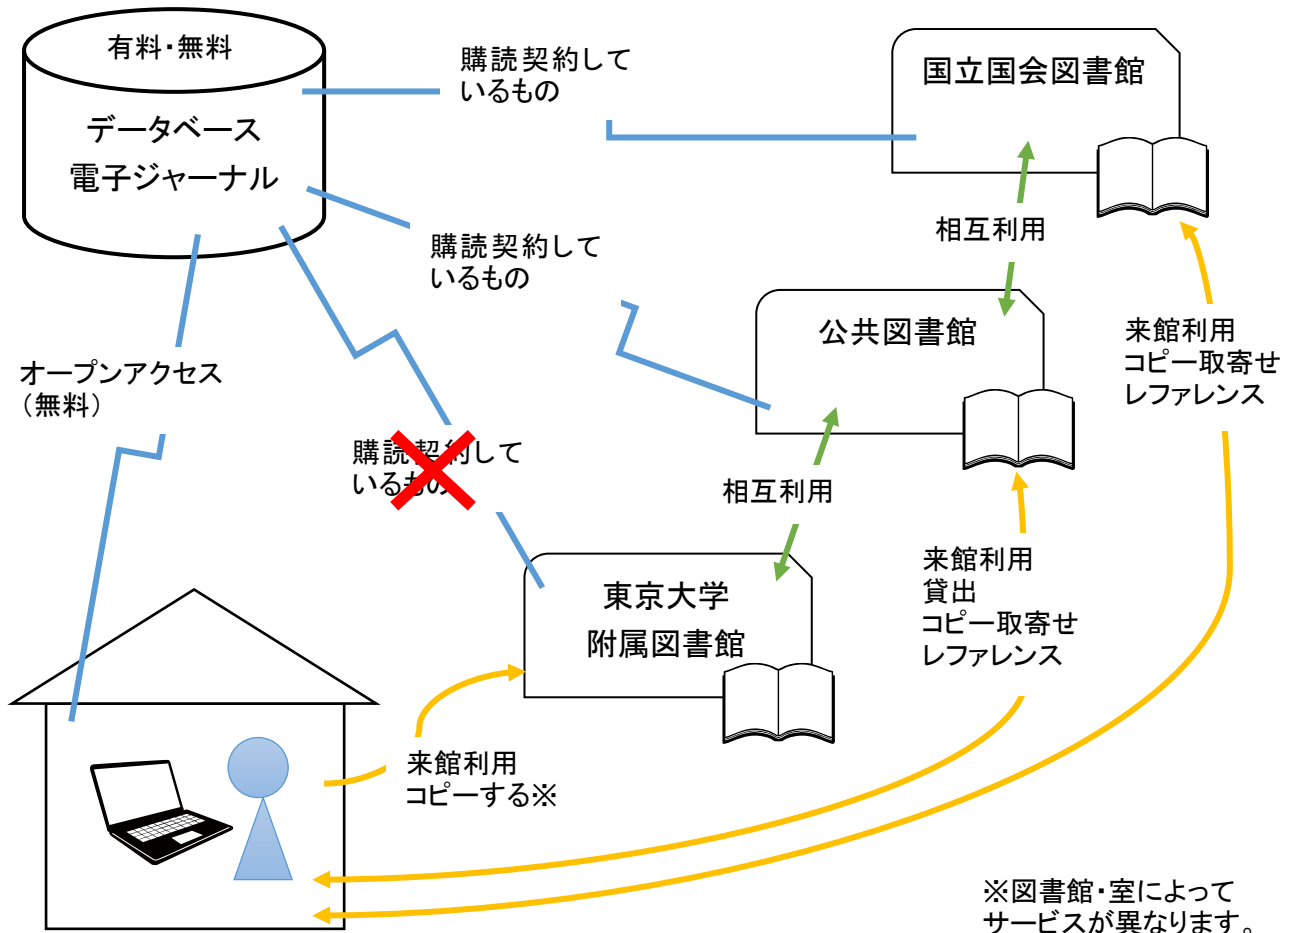 有料・無料
データベース
電子ジャーナル
購読契約して
いるもの
国立国会図書館
相互利用
購読契約して
いるもの
公共図書館
来館利用
コピー取寄せ
レファレンス
オープンアクセス
（無料）
購読契約して
いるもの
相互利用
来館利用
貸出
コピー取寄せ
レファレンス
東京大学
附属図書館
来館利用
コピーする※
※図書館・室によって
サービスが異なります。